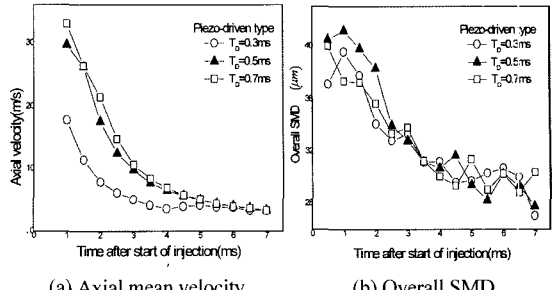 Piezo-driven type
T_D=0.3ms
T_D=0.5ms
T_D=0.7ms
30
20
10
.0
Axial velocity(m/s)
0 1 2 3 4 5 6 7
Time after start of injection(ms)
(a) Axial mean velocity
Piezo-driven type
T_D=0.3ms
T_D=0.5ms
T_D=0.7ms
40
Overall SMD (μm)
0 1 2 3 4 5 6 7
Time after start of injection(ms)
(b) Overall SMD